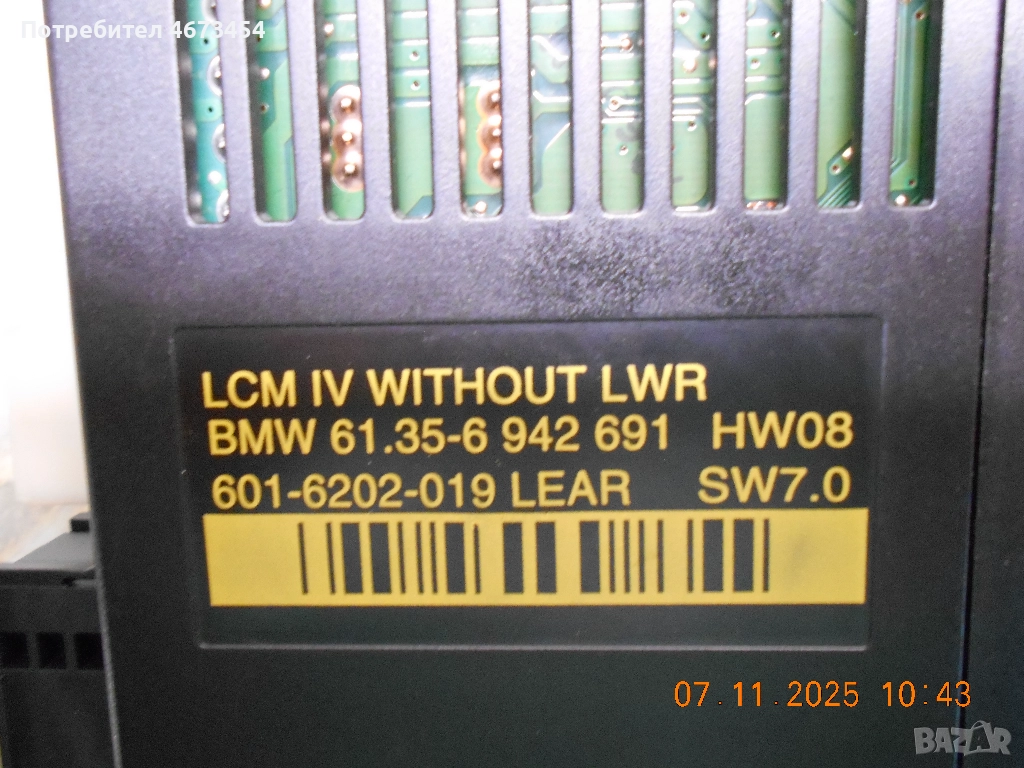 Потребител 4673454
LCM IV WITHOUT LWR
BMW 61.35-6 942 691 HW08
601-6202-019 LEAR SW7.0
07.11.2025 10:43
BAZAR